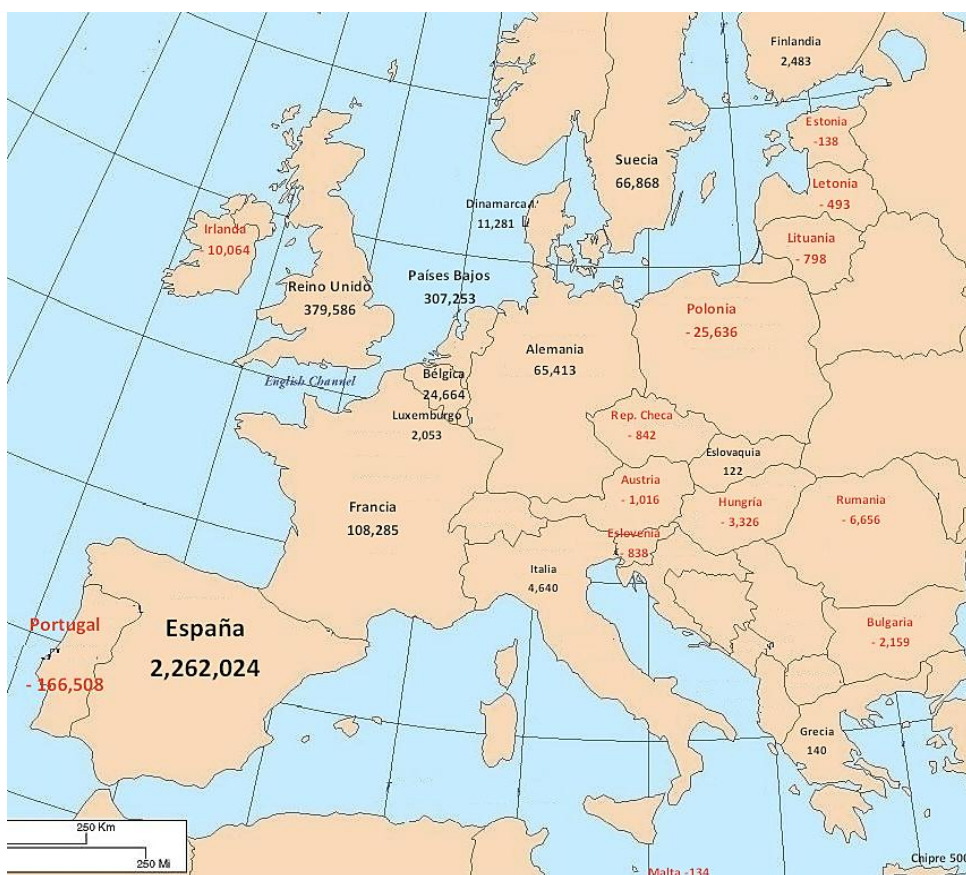 Finlandia
2,483
Estonia
-138
Suecia
66,868
Letonia
- 493
Dinamarca
11,281
Irlanda
- 10,064
Lituania
- 798
Reino Unido
379,586
Países Bajos
307,253
Polonia
- 25,636
Alemania
65,413
English Channel
Bélgica
24,664
Luxemburgo
2,053
Rep. Checa
- 842
Eslovaquia
122
Austria
- 1,016
Hungría
- 3,326
Rumania
- 6,656
Francia
108,285
Eslovenia
- 838
Italia
4,640
Portugal
- 166,508
España
2,262,024
Bulgaria
- 2,159
Grecia
140
250 Km
250 Mi
Chipre 500
Malta -134